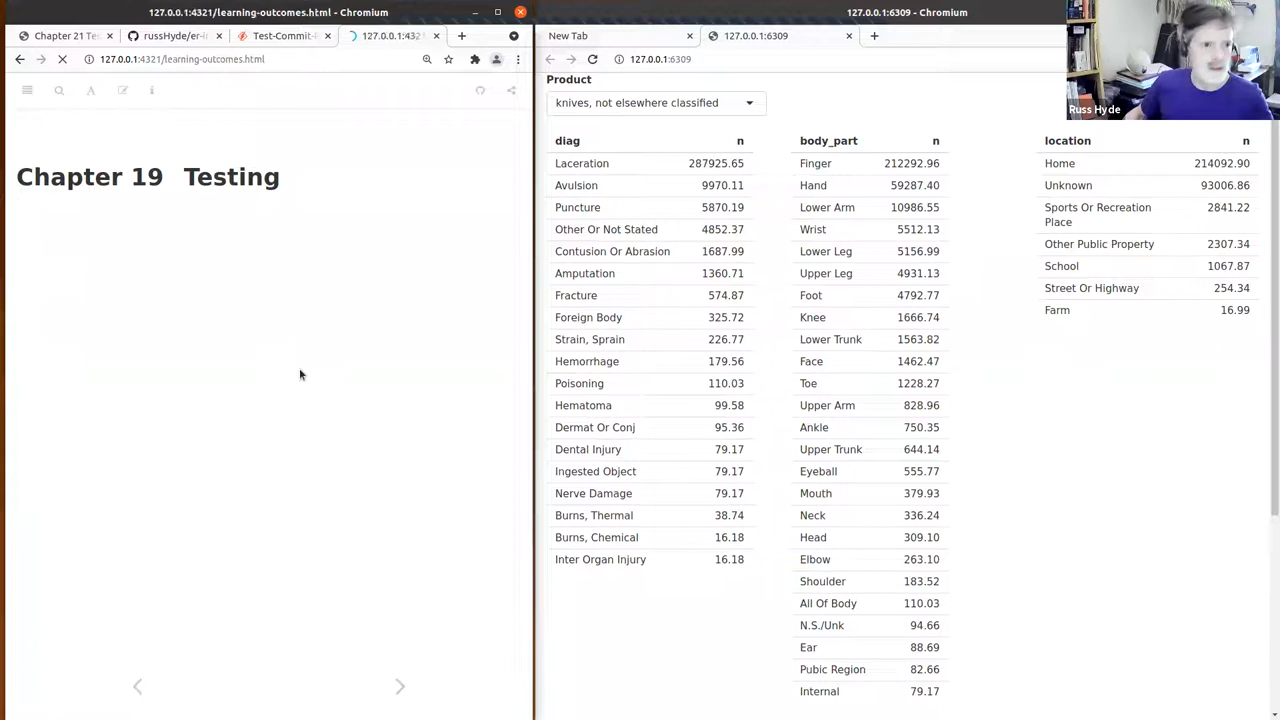 127.0.0.1:4321/learning-outcomes.html - Chromium
Chapter 21 Te
russHyde/er-i
Test-Commit-
127.0.0.1:432
127.0.0.1:4321/learning-outcomes.html
Chapter 19 Testing
127.0.0.1:6309 - Chromium
New Tab
127.0.0.1:6309
127.0.0.1:6309
Russ Hyde
Product
knives, not elsewhere classified
diag n
Laceration 287925.65
Avulsion 9970.11
Puncture 5870.19
Other Or Not Stated 4852.37
Contusion Or Abrasion 1687.99
Amputation 1360.71
Fracture 574.87
Foreign Body 325.72
Strain, Sprain 226.77
Hemorrhage 179.56
Poisoning 110.03
Hematoma 99.58
Dermat Or Conj 95.36
Dental Injury 79.17
Ingested Object 79.17
Nerve Damage 79.17
Burns, Thermal 38.74
Burns, Chemical 16.18
Inter Organ Injury 16.18
body_part n
Finger 212292.96
Hand 59287.40
Lower Arm 10986.55
Wrist 5512.13
Lower Leg 5156.99
Upper Leg 4931.13
Foot 4792.77
Knee 1666.74
Lower Trunk 1563.82
Face 1462.47
Toe 1228.27
Upper Arm 828.96
Ankle 750.35
Upper Trunk 644.14
Eyeball 555.77
Mouth 379.93
Neck 336.24
Head 309.10
Elbow 263.10
Shoulder 183.52
All Of Body 110.03
N.S./Unk 94.66
Ear 88.69
Pubic Region 82.66
Internal 79.17
location n
Home 214092.90
Unknown 93006.86
Sports Or Recreation
Place 2841.22
Other Public Property 2307.34
School 1067.87
Street Or Highway 254.34
Farm 16.99